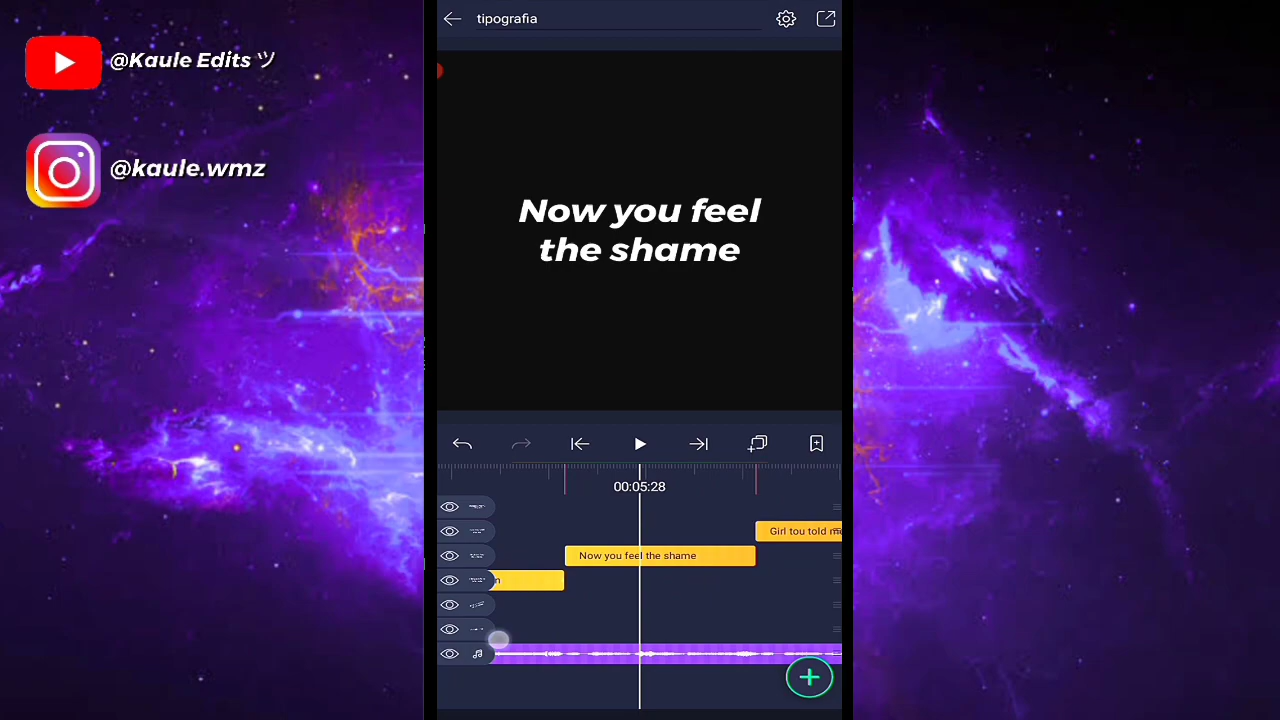 @Kaule Edits ツ
@kaule.wmz
tipografia
Now you feel
the shame
00:05:28
Girl tou told m
Now you feel the shame